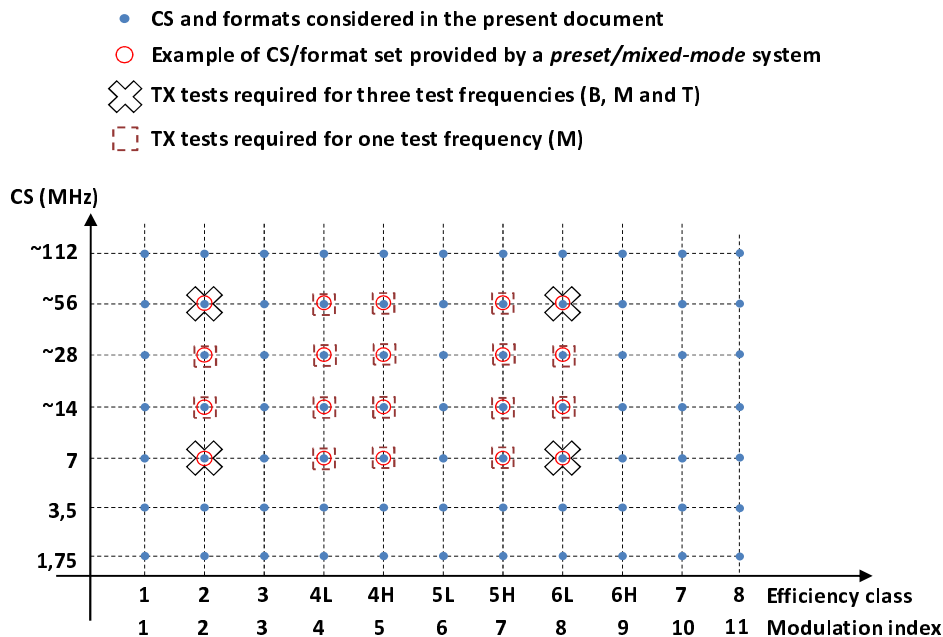 CS and formats considered in the present document
Example of CS/format set provided by a preset/mixed-mode system
TX tests required for three test frequencies (B, M and T)
TX tests required for one test frequency (M)
CS (MHz)
~112
~56
~28
~14
7
3,5
1,75
1 2 3 4L 4H 5L 5H 6L 6H 7 8 Efficiency class
1 2 3 4 5 6 7 8 9 10 11 Modulation index